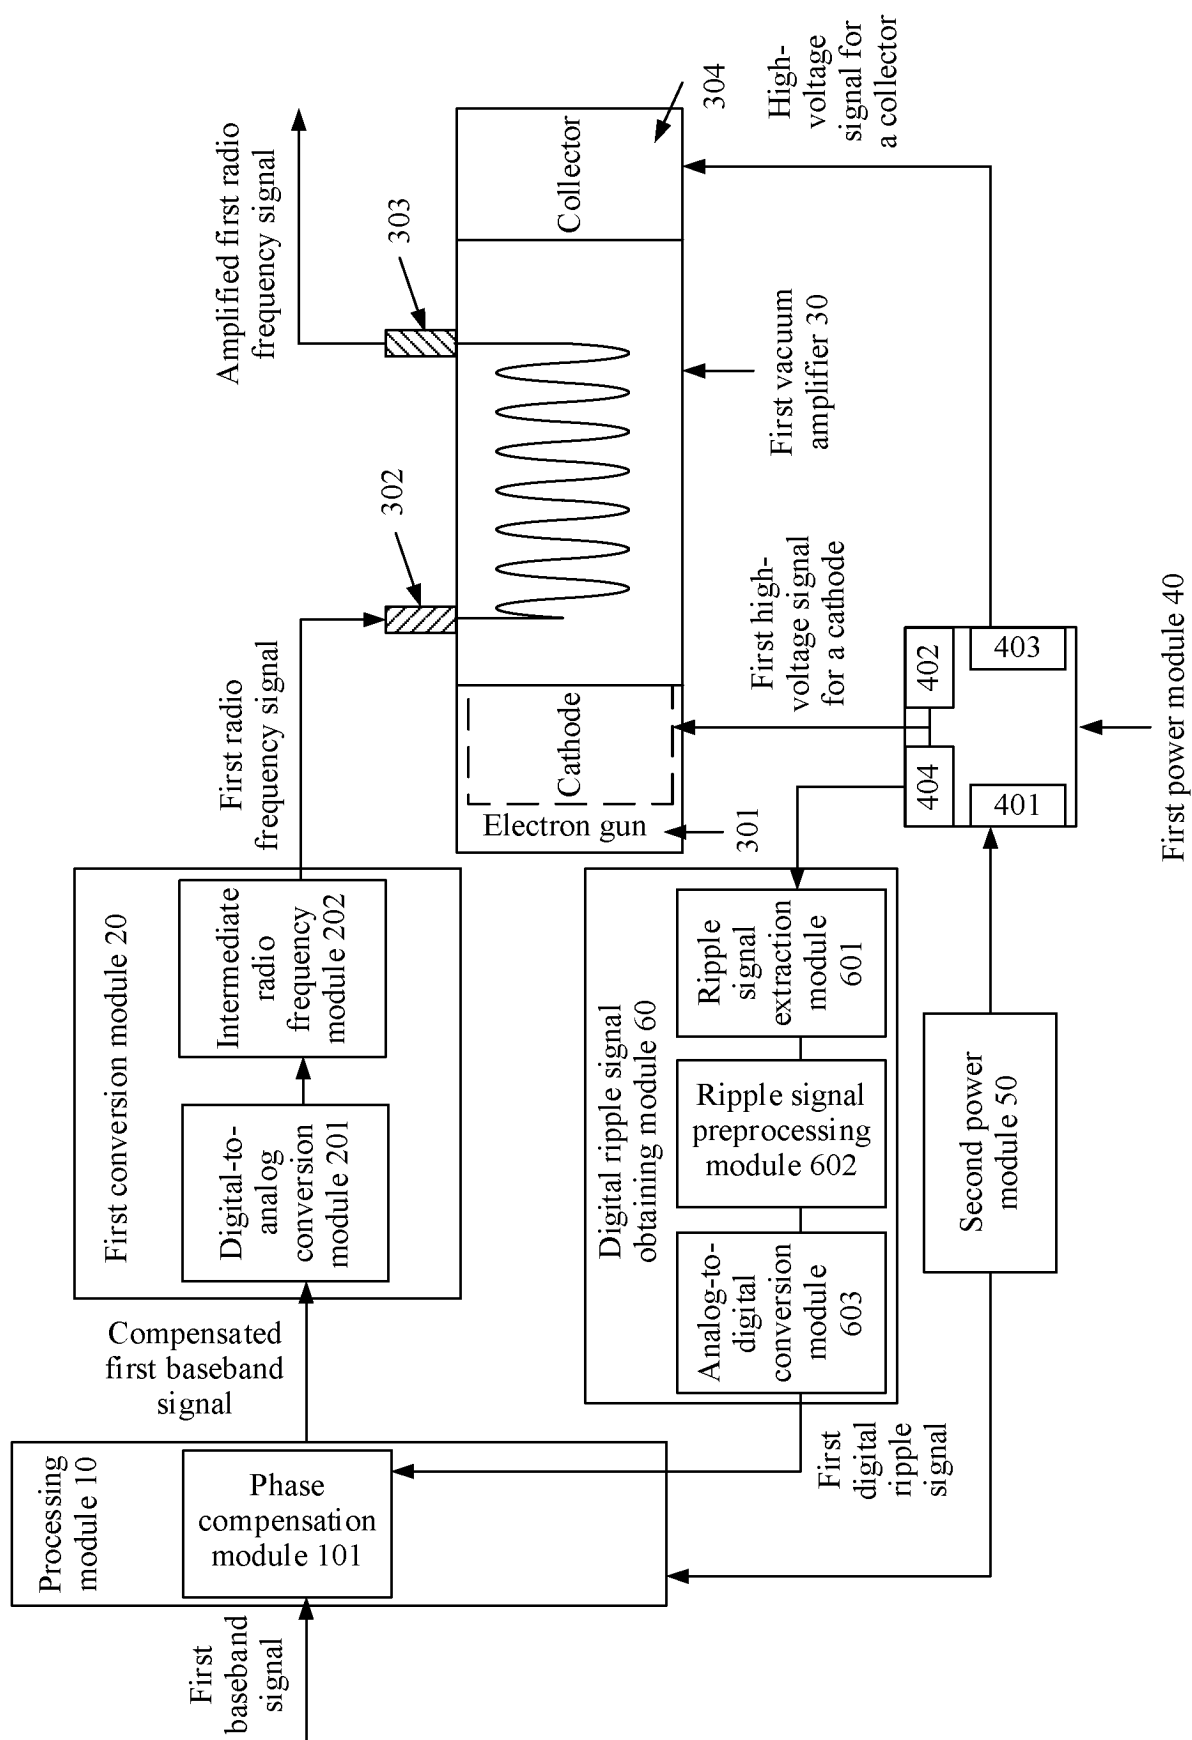 First
baseband
signal
Processing
module 10
Phase
compensation
module 101
Compensated
first baseband
signal
First conversion module 20
Digital-to-
analog
conversion
module 201
Intermediate
radio
frequency
module 202
First radio
frequency signal
Amplified first radio
frequency signal
302
303
Electron gun
Cathode
Collector
301
304
First vacuum
amplifier 30
First high-
voltage signal
for a cathode
High-
voltage
signal for
a collector
Digital ripple signal
obtaining module 60
Analog-to-
digital
conversion
module
603
Ripple signal
preprocessing
module 602
Ripple
signal
extraction
module
601
First
digital
ripple
signal
Second power
module 50
404
402
401
403
First power module 40